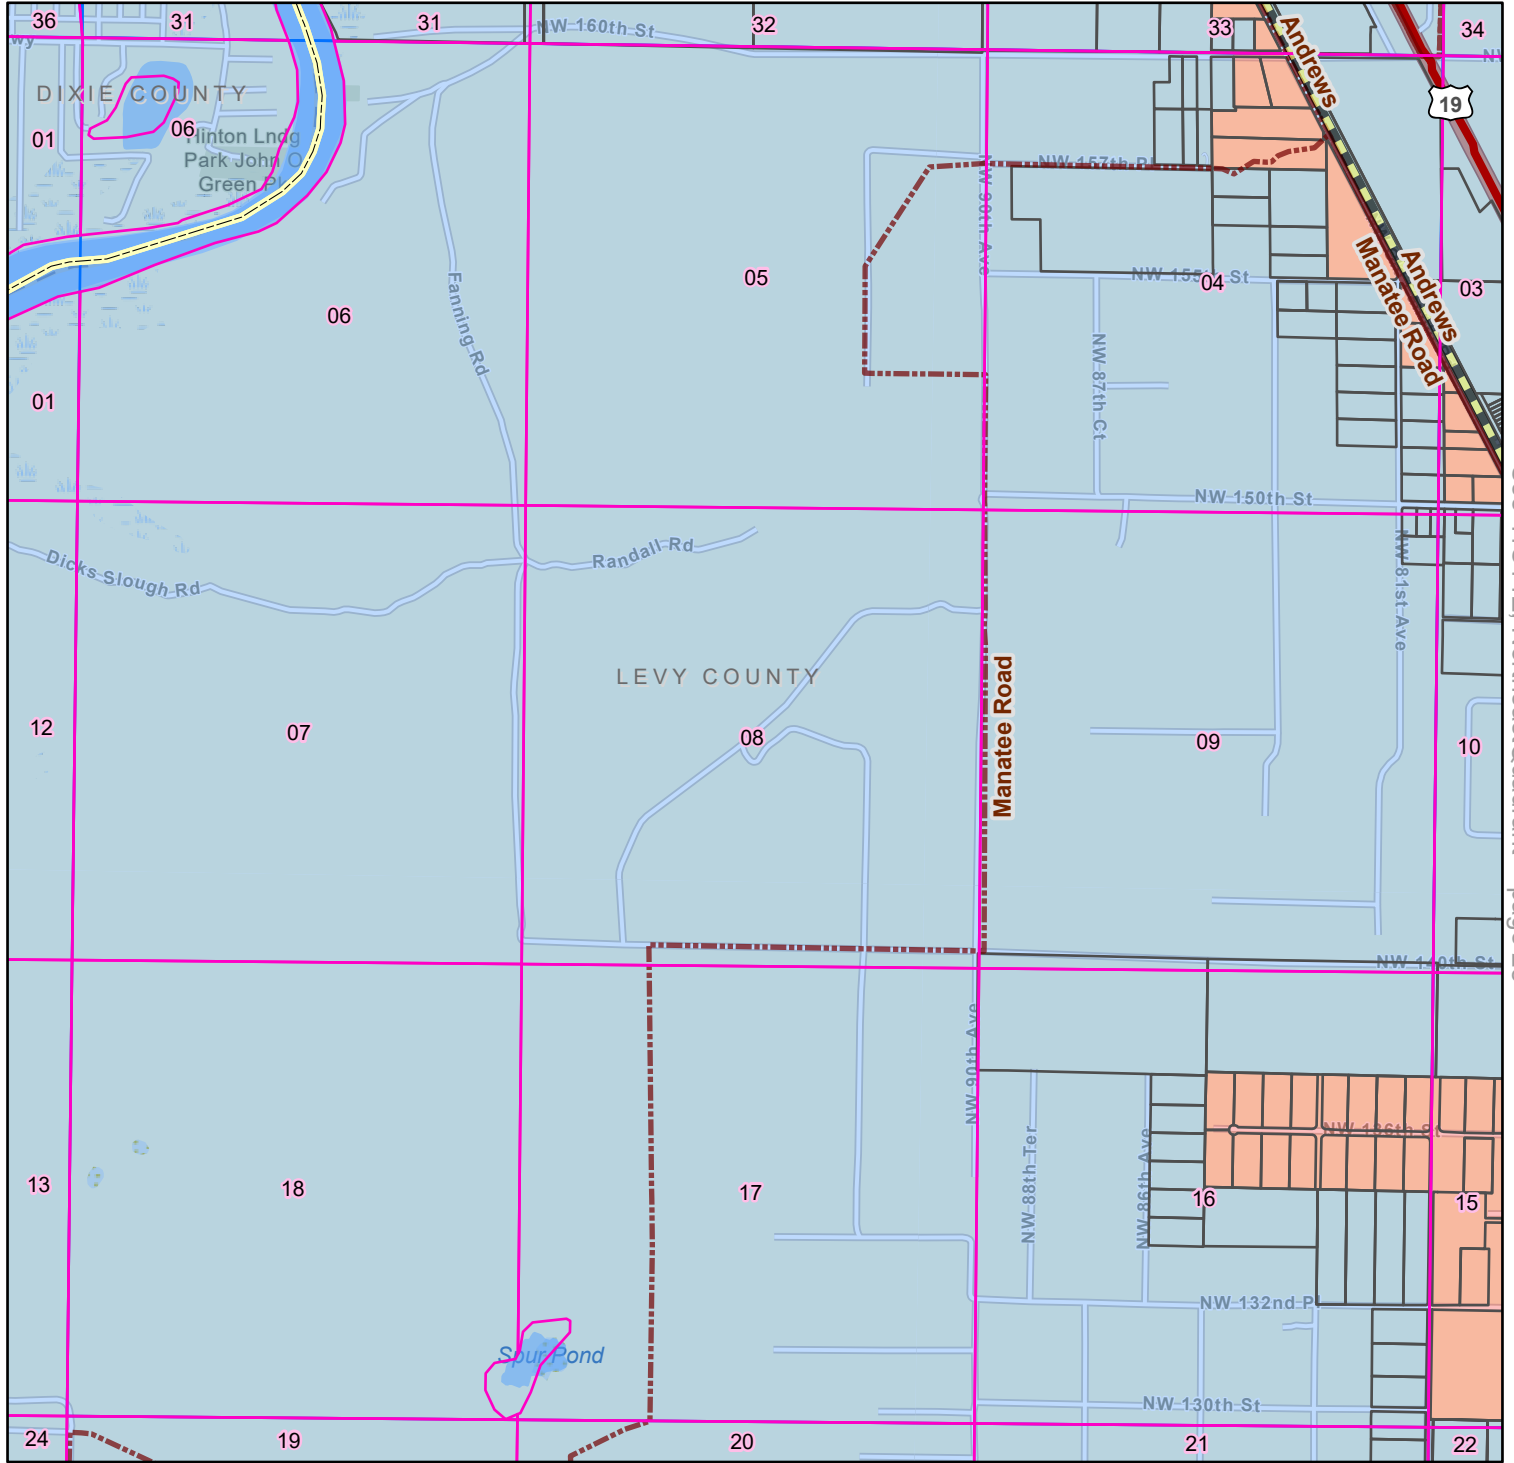 36
31
31
NW 160th St
32
33
34
Andrews
19
DIXIE COUNTY
01
06
Hinton Lndg
Park John O
Green P
NW 157th Pl
NW 90th Ave
05
NW 155th St
04
03
Andrews
Manatee Road
06
Fanning Rd
NW 87th Ct
01
NW 150th St
Dicks Slough Rd
Randall Rd
NW 81st Ave
LEVY COUNTY
Manatee Road
12
07
08
09
10
NW 140th St
NW 90th Ave
NW 88th Ter
NW 86th Ave
NW 136th St
13
18
17
16
15
NW 132nd Pl
Spur Pond
NW 130th St
24
19
20
21
22